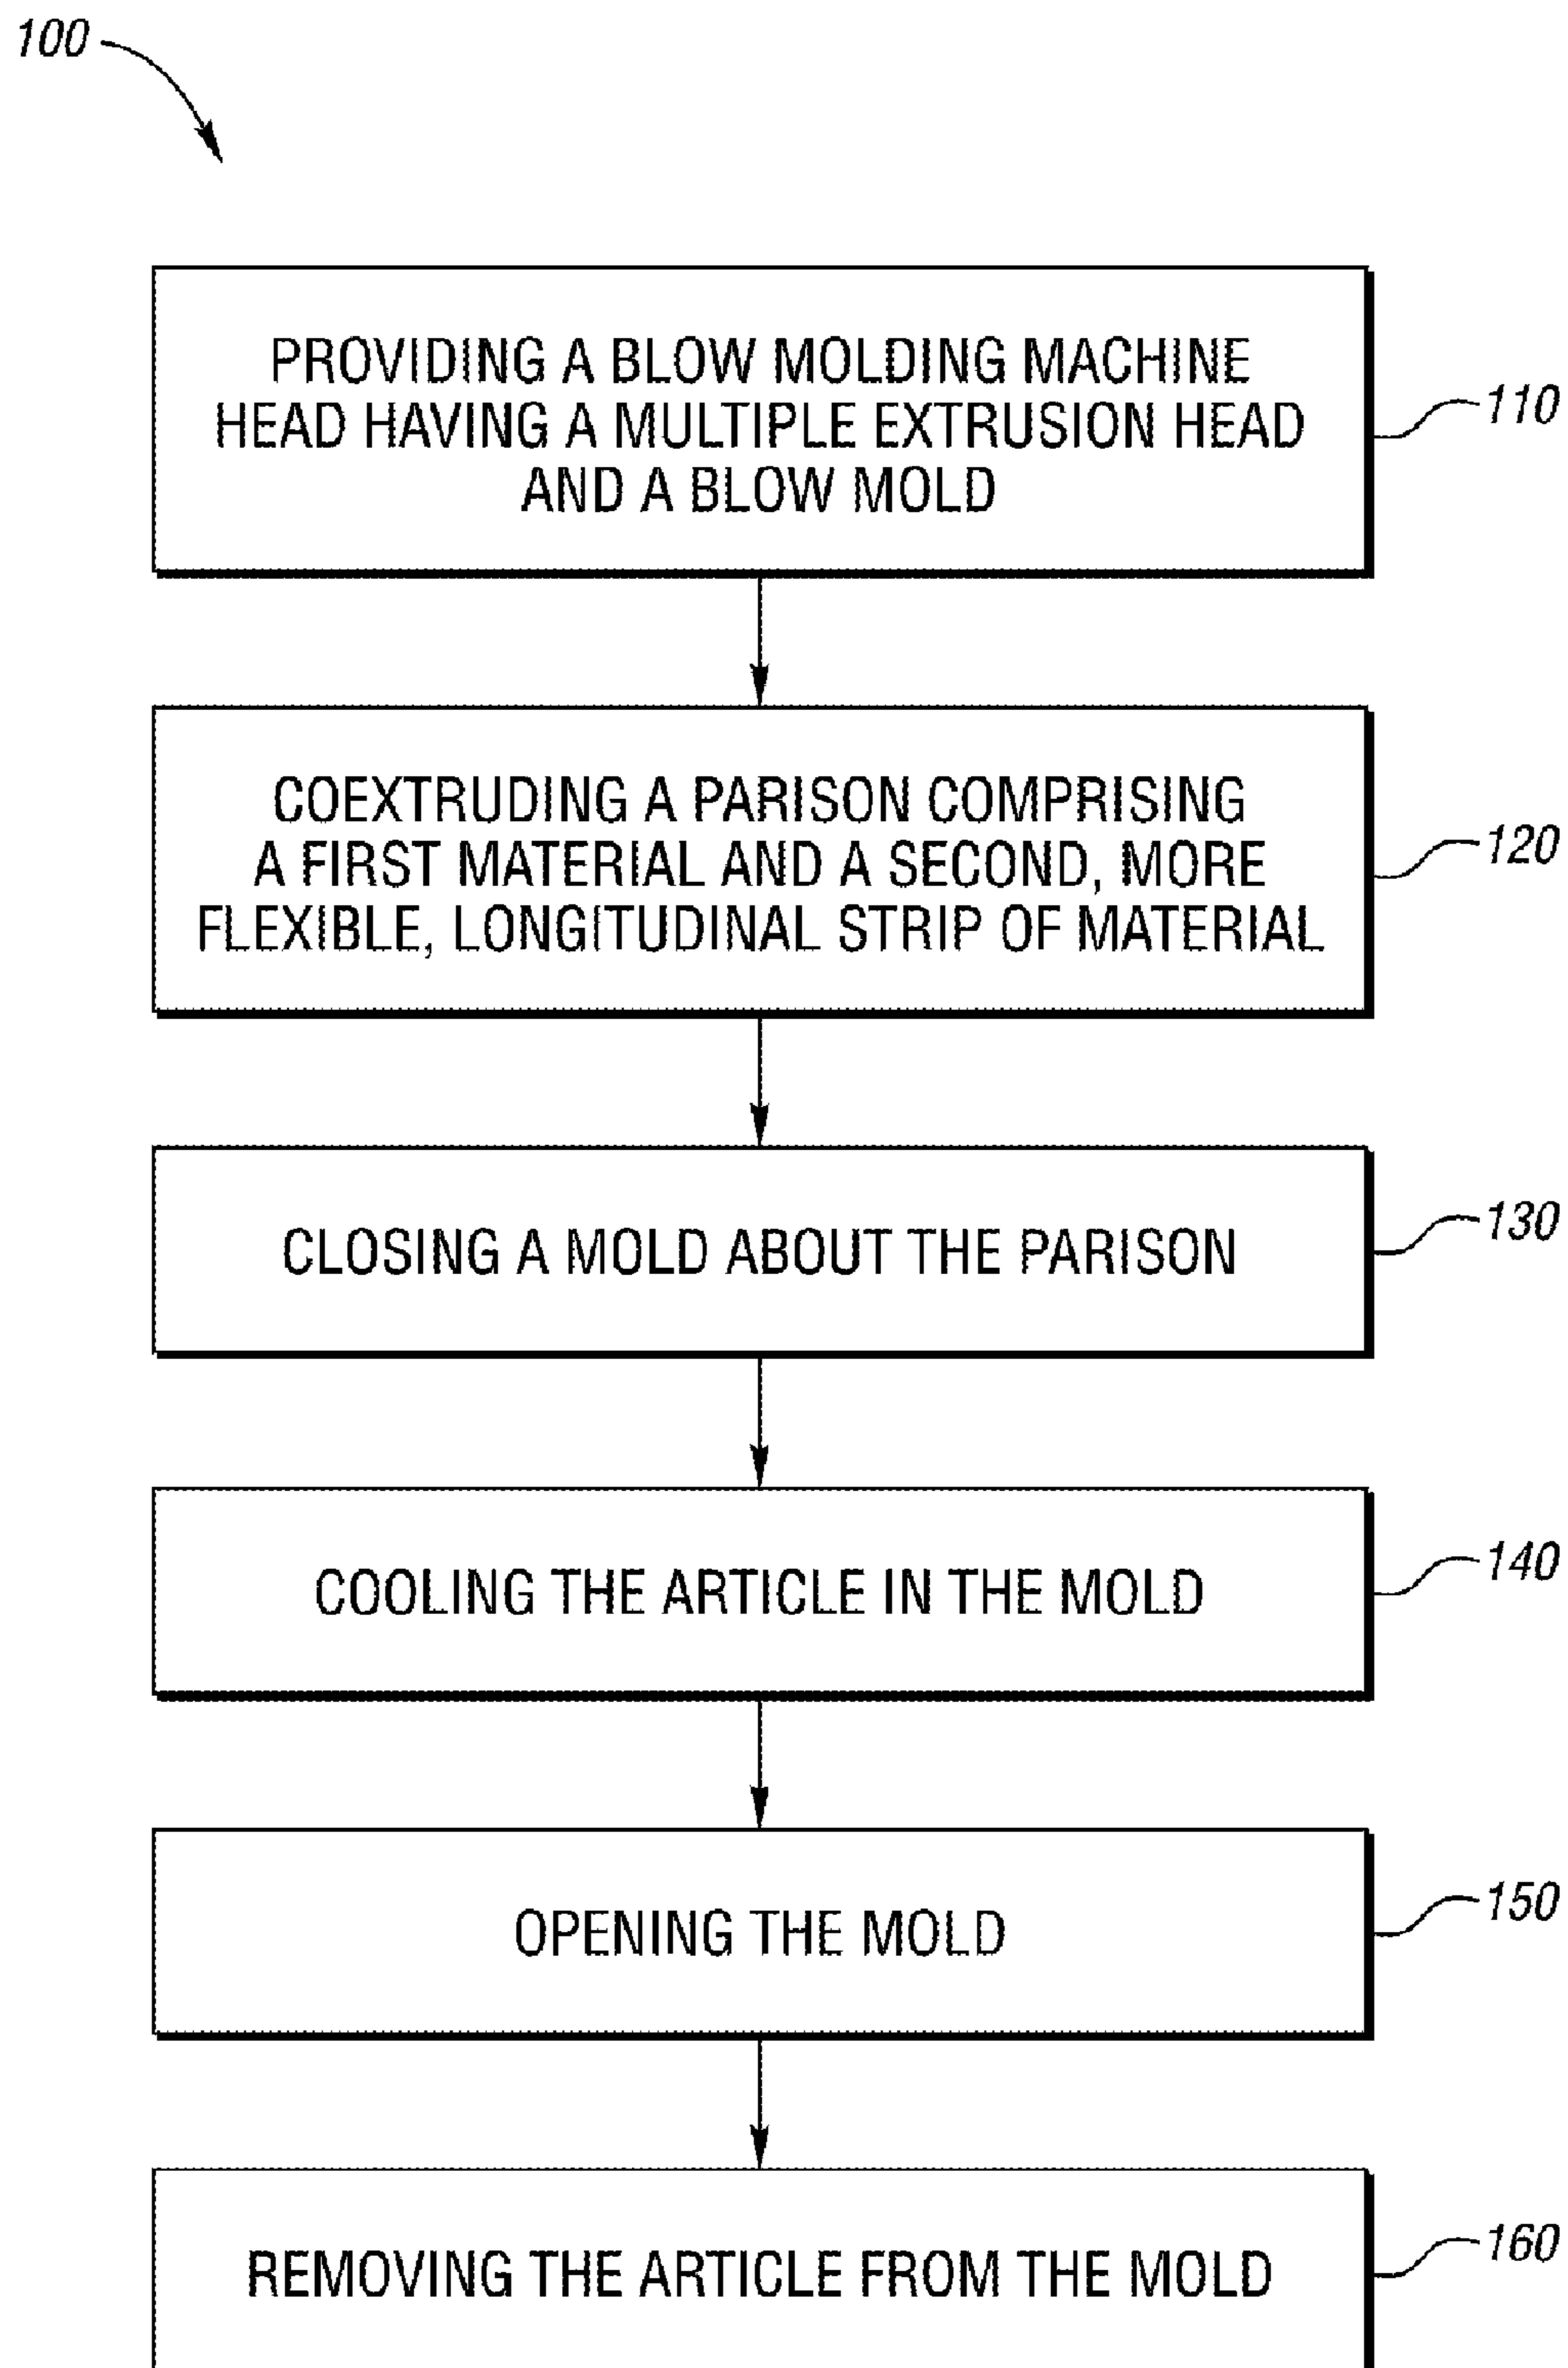 100
PROVIDING A BLOW MOLDING MACHINE
HEAD HAVING A MULTIPLE EXTRUSION HEAD
AND A BLOW MOLD
110
COEXTRUDING A PARISON COMPRISING
A FIRST MATERIAL AND A SECOND, MORE
FLEXIBLE, LONGITUDINAL STRIP OF MATERIAL
120
CLOSING A MOLD ABOUT THE PARISON
130
COOLING THE ARTICLE IN THE MOLD
140
OPENING THE MOLD
150
REMOVING THE ARTICLE FROM THE MOLD
160